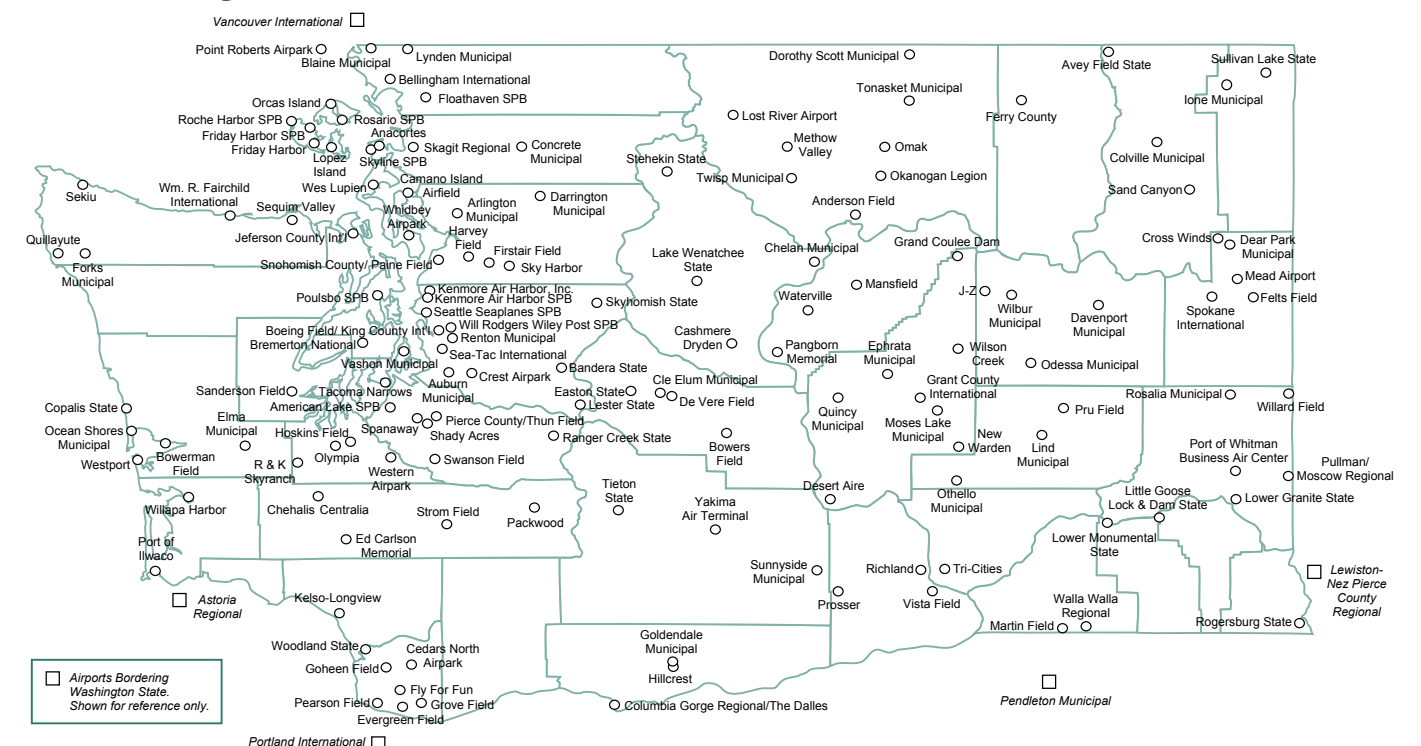 Vancouver International
Point Roberts Airpark
Blaine Municipal
Lynden Municipal
Bellingham International
Floathaven SPB
Orcas Island
Roche Harbor SPB
Rosario SPB
Friday Harbor SPB
Friday Harbor
Lopez
Island
Anacortes
Skyline SPB
Skagit Regional
Concrete
Municipal
Wes Lupien
Camano Island
Airfield
Sekiu
Wm. R. Fairchild
International
Sequim Valley
Whidbey
Airpark
Arlington
Municipal
Darrington
Municipal
Harvey
Field
Firstair Field
Sky Harbor
Jeferson County Int'l
Quillayute
Forks
Municipal
Snohomish County/ Paine Field
Kenmore Air Harbor, Inc.
Kenmore Air Harbor SPB
Poulsbo SPB
Seattle Seaplanes SPB
Skyhomish State
Will Rodgers Wiley Post SPB
Boeing Field/ King County Int'l
Renton Municipal
Bremerton National
Sea-Tac International
Vashon Municipal
Bandera State
Crest Airpark
Auburn
Municipal
Sanderson Field
Tacoma Narrows
American Lake SPB
Easton State
Lester State
Cle Elum Municipal
De Vere Field
Copalis State
Elma
Municipal
Spanaway
Pierce County/Thun Field
Shady Acres
Ocean Shores
Municipal
Hoskins Field
Ranger Creek State
Westport
Bowerman
Field
R & K
Skyranch
Olympia
Western
Airpark
Swanson Field
Bowers
Field
Willapa Harbor
Chehalis Centralia
Strom Field
Packwood
Tieton
State
Yakima
Air Terminal
Port of
Ilwaco
Ed Carlson
Memorial
Astoria
Regional
Kelso-Longview
Woodland State
Cedars North
Airpark
Goheen Field
Fly For Fun
Pearson Field
Grove Field
Evergreen Field
Portland International
Airports Bordering
Washington State.
Shown for reference only.
Goldendale
Municipal
Hillcrest
Columbia Gorge Regional/The Dalles
Dorothy Scott Municipal
Tonasket Municipal
Lost River Airport
Methow
Valley
Omak
Stehekin State
Twisp Municipal
Okanogan Legion
Anderson Field
Lake Wenatchee
State
Chelan Municipal
Grand Coulee Dam
Mansfield
Waterville
Cashmere
Dryden
Pangborn
Memorial
Ephrata
Municipal
Wilson
Creek
J-Z
Wilbur
Municipal
Davenport
Municipal
Odessa Municipal
Grant County
International
Quincy
Municipal
Moses Lake
Municipal
Pru Field
New
Warden
Lind
Municipal
Desert Aire
Othello
Municipal
Avey Field State
Sullivan Lake State
Ione Municipal
Ferry County
Colville Municipal
Sand Canyon
Cross Winds
Dear Park
Municipal
Mead Airport
Spokane
International
Felts Field
Rosalia Municipal
Willard Field
Port of Whitman
Business Air Center
Pullman/
Moscow Regional
Little Goose
Lock & Dam State
Lower Granite State
Lower Monumental
State
Sunnyside
Municipal
Prosser
Richland
Tri-Cities
Vista Field
Walla Walla
Regional
Martin Field
Rogersburg State
Lewiston-
Nez Pierce
County
Regional
Pendleton Municipal